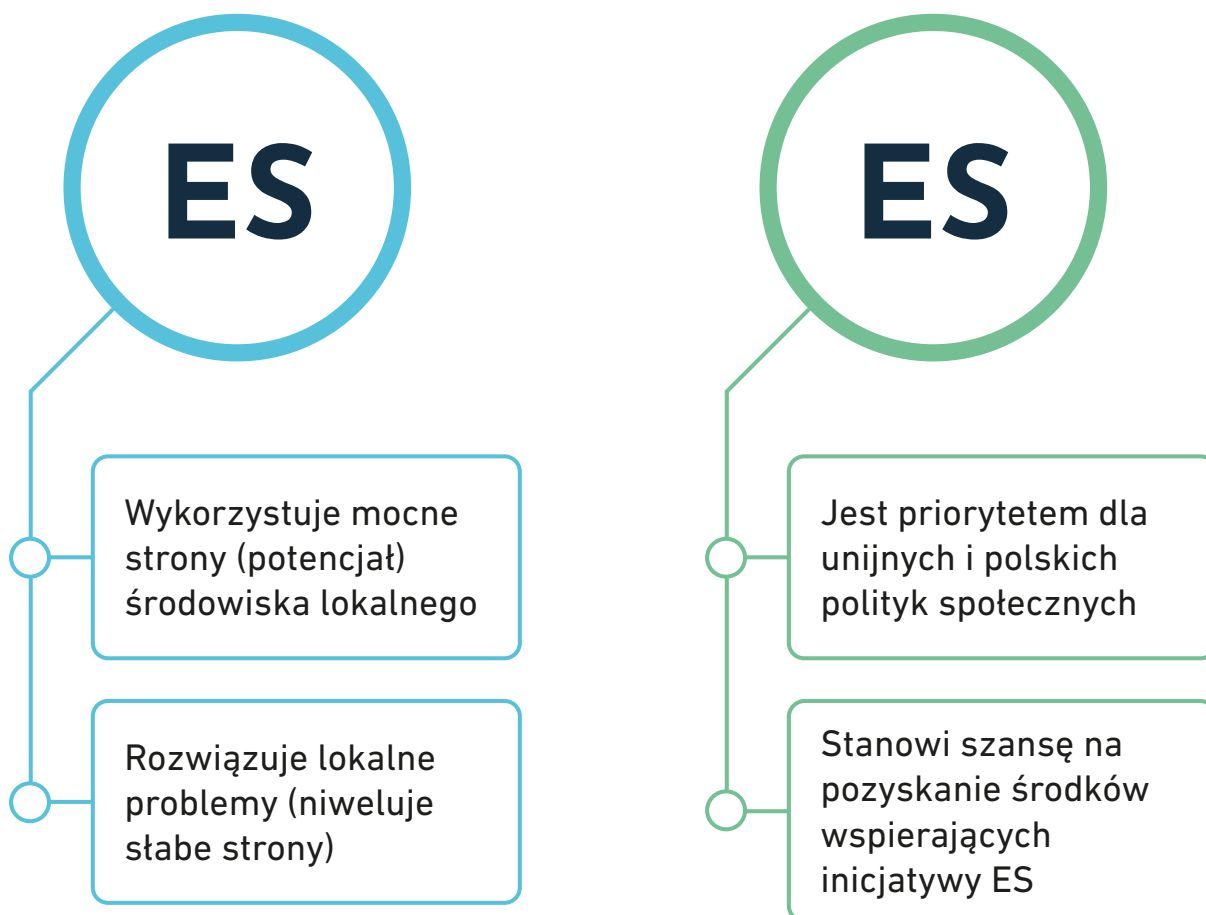 ES
Wykorzystuje mocne
strony (potencjał)
środowiska lokalnego
Rozwiązuje lokalne
problemy (niweluje
słabe strony)
ES
Jest priorytetem dla
unijnych i polskich
polityk społecznych
Stanowi szansę na
pozyskanie środków
wspierających
inicjatywy ES